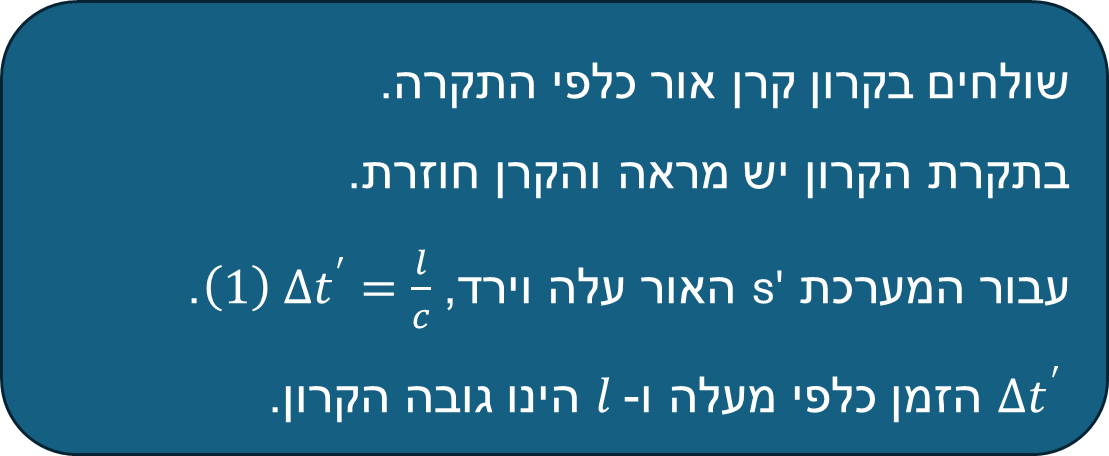 שולחים בקרון קרן אור כלפי התקרה.
בתקרת הקרון יש מראה והקרן חוזרת.
עבור המערכת s' האור עלה וירד, Δt′ = l/c (1).
Δt′ הזמן כלפי מעלה ו- l הינו גובה הקרון.